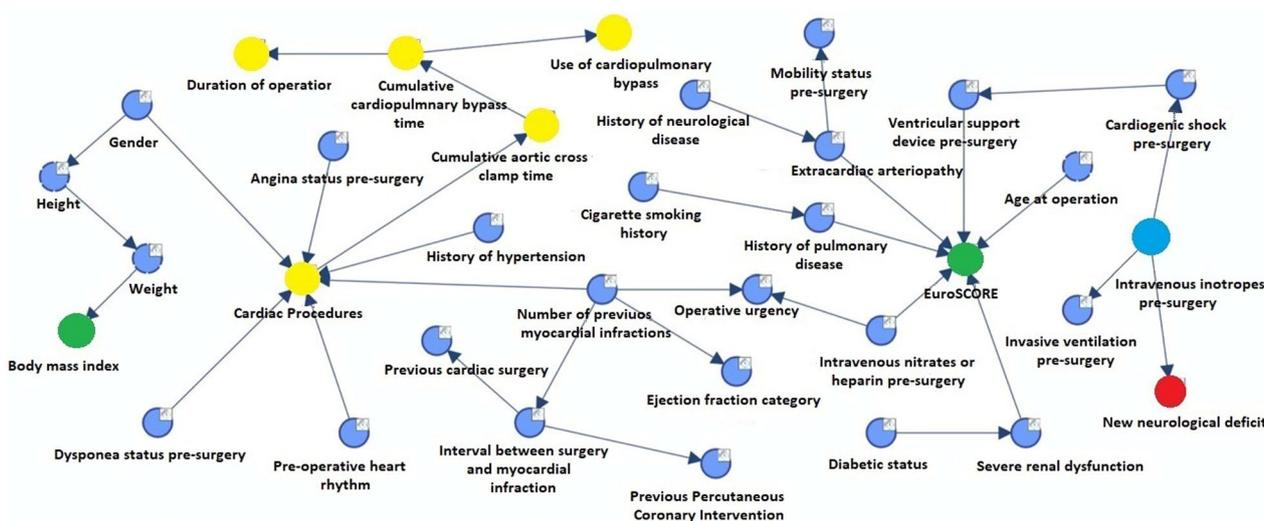 Duration of operatior
Cumulative
cardiopulmnary bypass
time
Use of cardiopulmonary
bypass
Mobility status
pre-surgery
History of neurological
disease
Ventricular support
device pre-surgery
Cardiogenic shock
pre-surgery
Gender
Cumulative aortic cross
clamp time
Angina status pre-surgery
Extracardiac arteriopathy
Height
Age at operation
Cigarette smoking
history
History of hypertension
History of pulmonary
disease
Weight
EuroSCORE
Intravenous inotropes
pre-surgery
Cardiac Procedures
Number of previuos
myocardial infractions
Operative urgency
Body mass index
Previous cardiac surgery
Ejection fraction category
Intravenous nitrates or
heparin pre-surgery
Invasive ventilation
pre-surgery
New neurological deficit
Dysponea status pre-surgery
Pre-operative heart
rhythm
Interval between surgery
and myocardial
infraction
Previous Percutaneous
Coronary Intervention
Diabetic status
Severe renal dysfunction